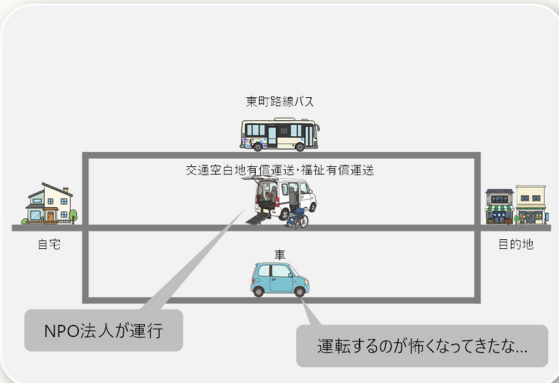 東町路線バス
交通空白地有償運送・福祉有償運送
自宅
目的地
車
NPO法人が運行
運転するのが怖くなってきたな…